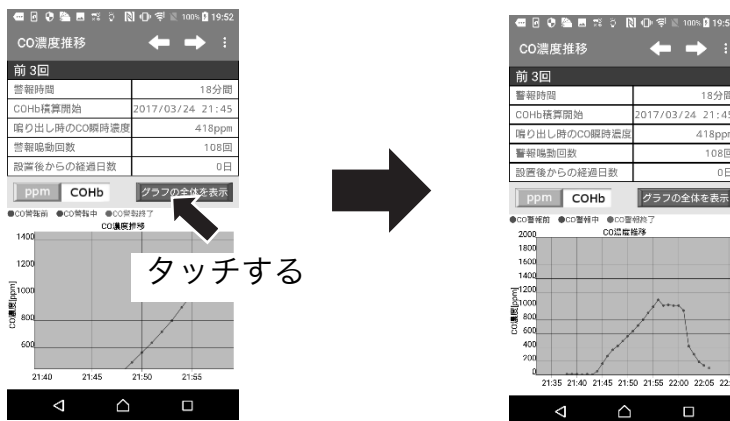 100% 19:52
CO濃度推移
前 3回
警報時間 18分間
COHb積算開始 2017/03/24 21:45
鳴り出し時のCO瞬時濃度 418ppm
警報鳴動回数 108回
設置後からの経過日数 0日
ppm COHb グラフの全体を表示
●CO警報前 ●CO警報中 ●CO警報終了
CO濃度推移
CO濃度[ppm]
1400
1200
1000
800
600
21:40 21:45 21:50 21:55
タッチする
100% 19:5
CO濃度推移
前 3回
警報時間 18分間
COHb積算開始 2017/03/24 21:45
鳴り出し時のCO瞬時濃度 418ppm
警報鳴動回数 108回
設置後からの経過日数 0日
ppm COHb グラフの全体を表示
●CO警報前 ●CO警報中 ●CO警報終了
CO濃度推移
CO濃度[ppm]
2000
1800
1600
1400
1200
1000
800
600
400
200
21:35 21:40 21:45 21:50 21:55 22:00 22:05 22: